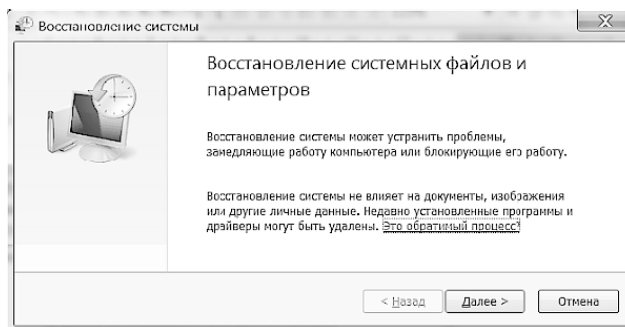 Восстановление системы
Восстановление системных файлов и
параметров
Восстановление системы может устранить проблемы,
замедляющие работу компьютера или блокирующие его работу.
Восстановление системы не влияет на документы, изображения
или другие личные данные. Недавно установленные программы и
драйверы могут быть удалены. Это обратимый процесс?
< Назад
Далее >
Отмена